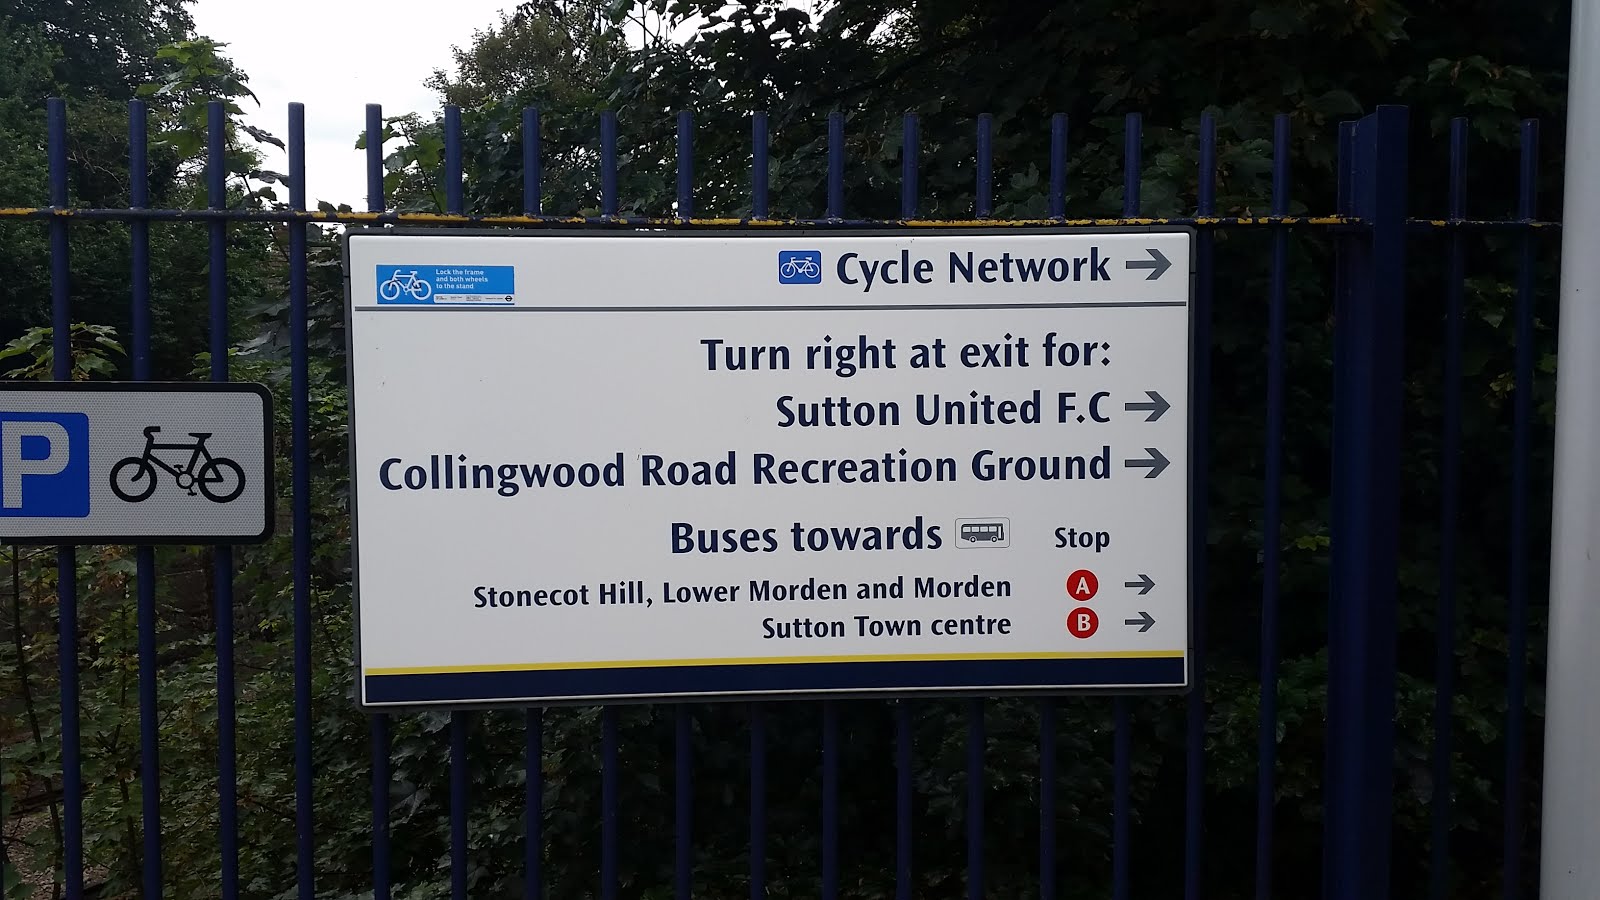 Lock the frame
and both wheels
to the stand
Cycle Network
Turn right at exit for:
Sutton United F.C
Collingwood Road Recreation Ground
Buses towards Stop
Stonecot Hill, Lower Morden and Morden A
Sutton Town centre B
P